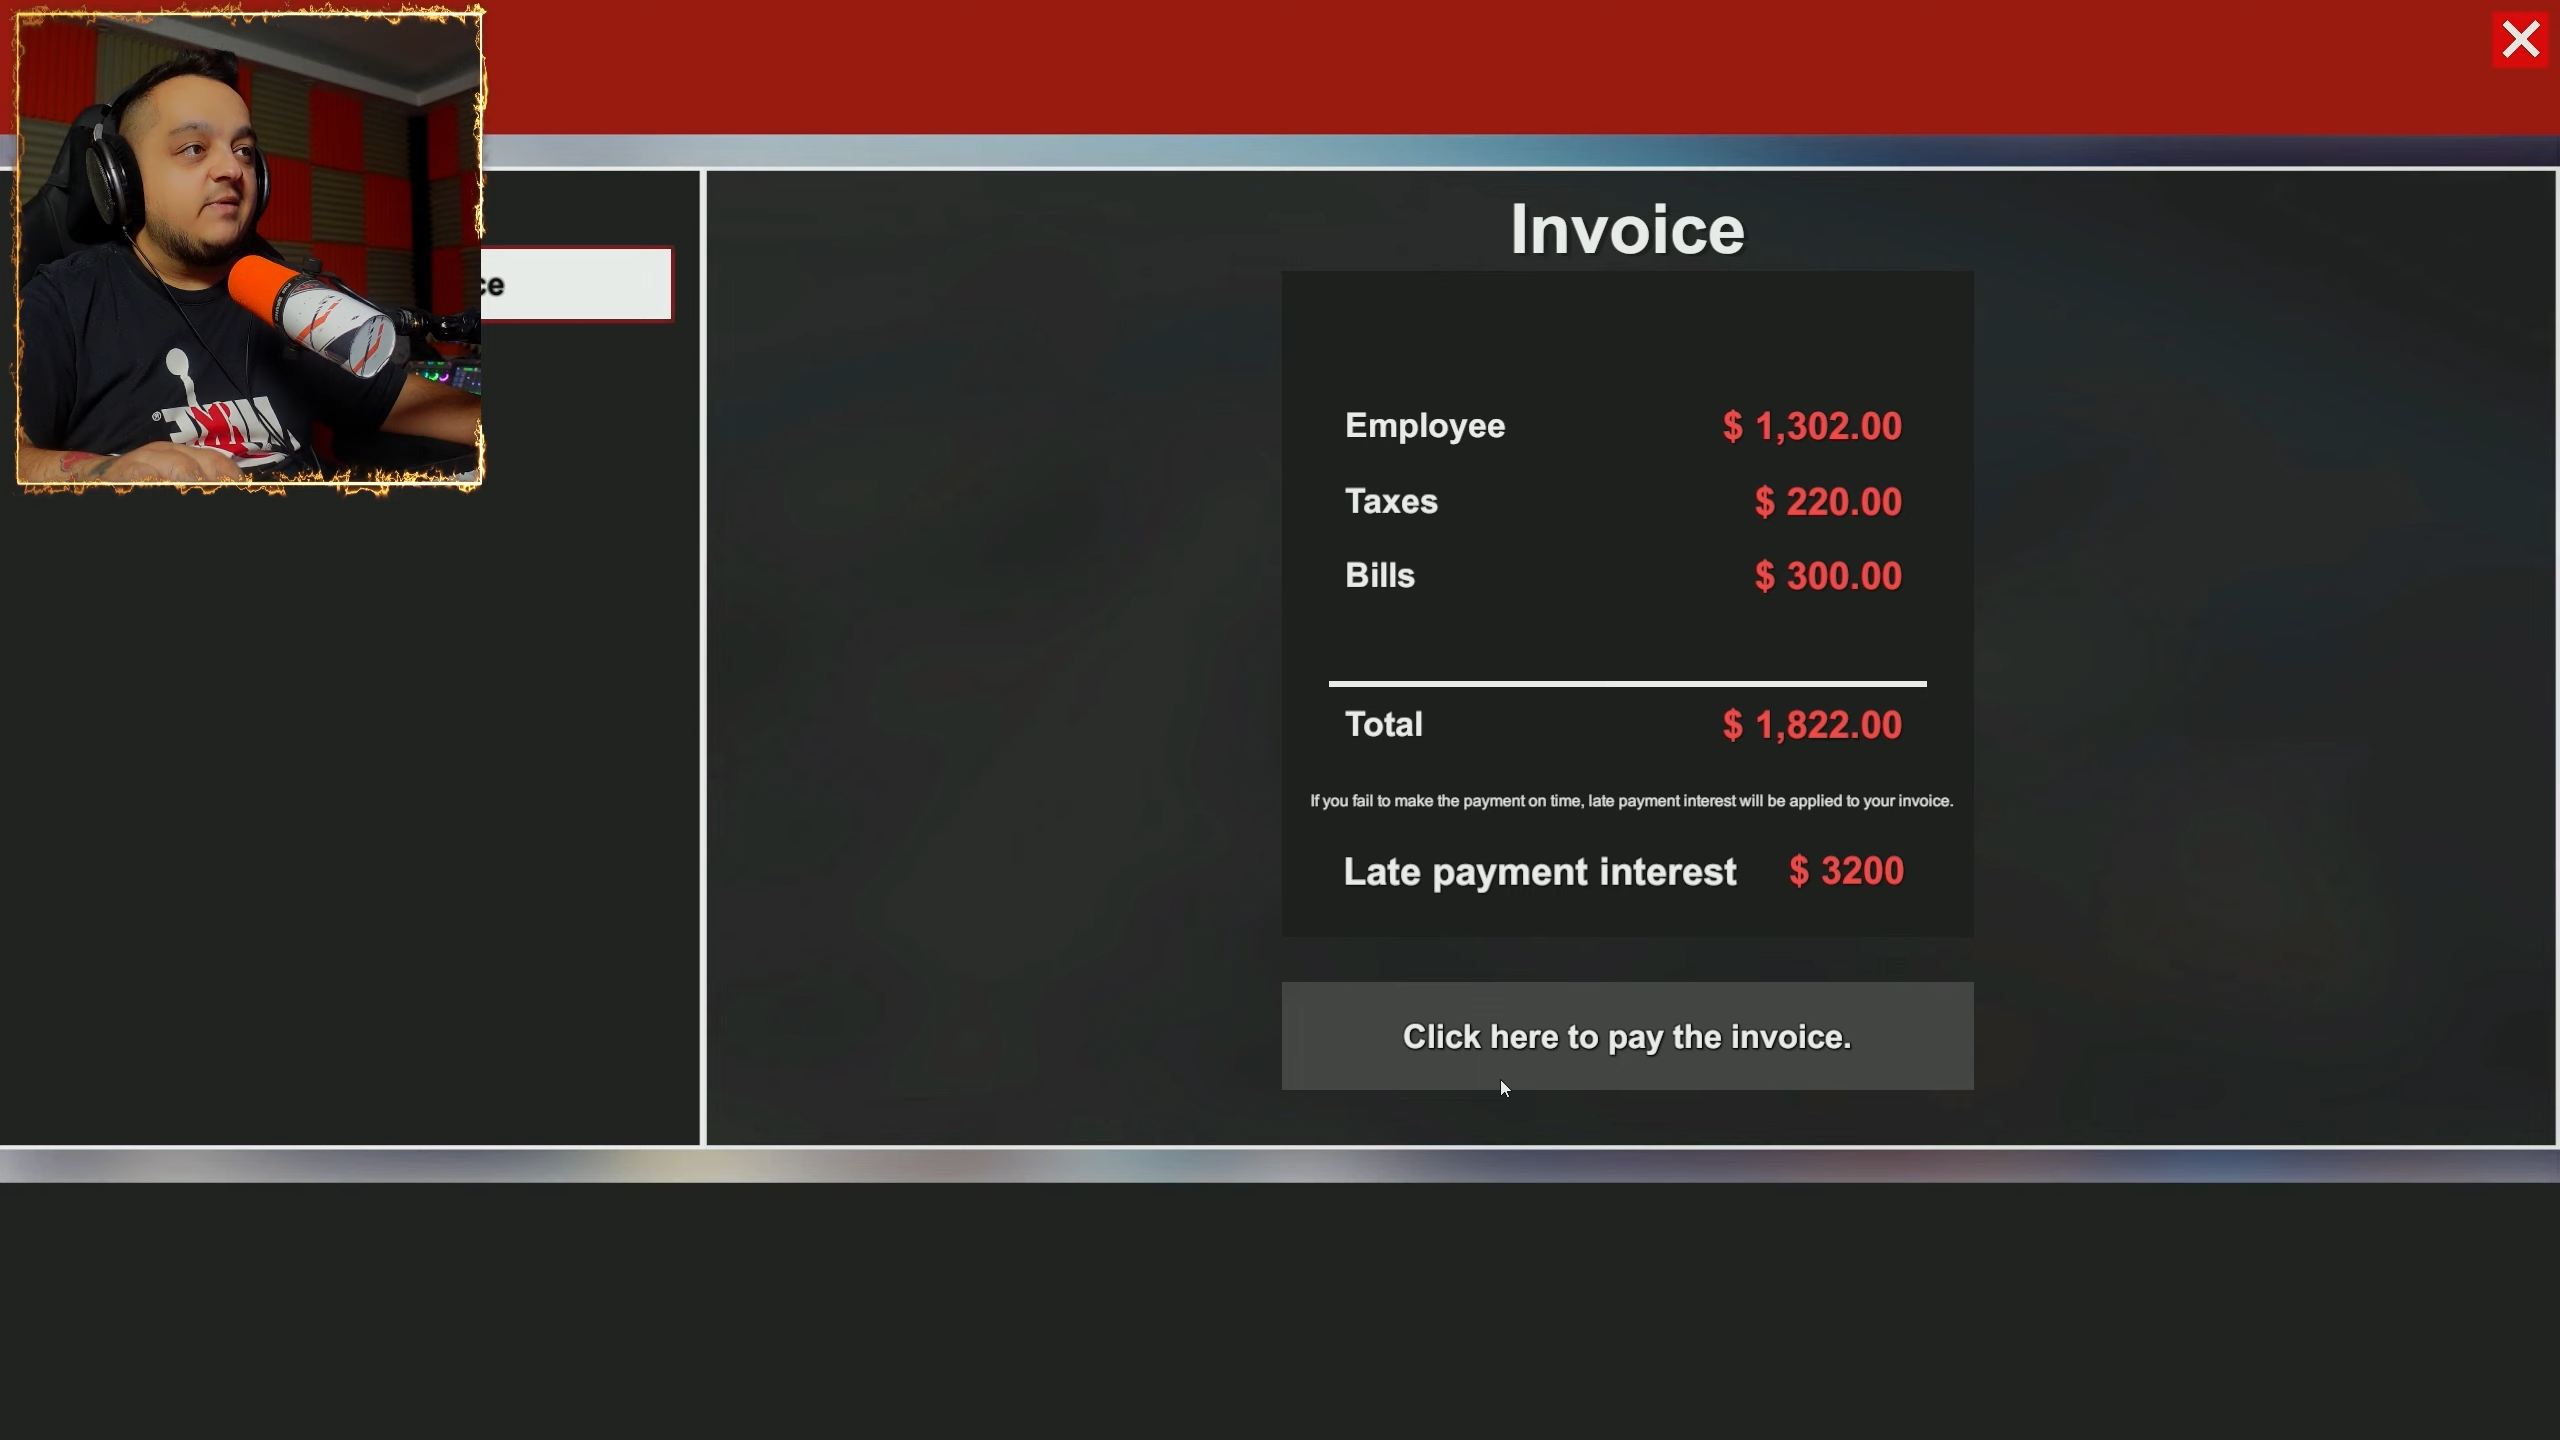 Invoice
ce
Employee $ 1,302.00
Taxes $ 220.00
Bills $ 300.00
Total $ 1,822.00
If you fail to make the payment on time, late payment interest will be applied to your invoice.
Late payment interest $ 3200
Click here to pay the invoice.